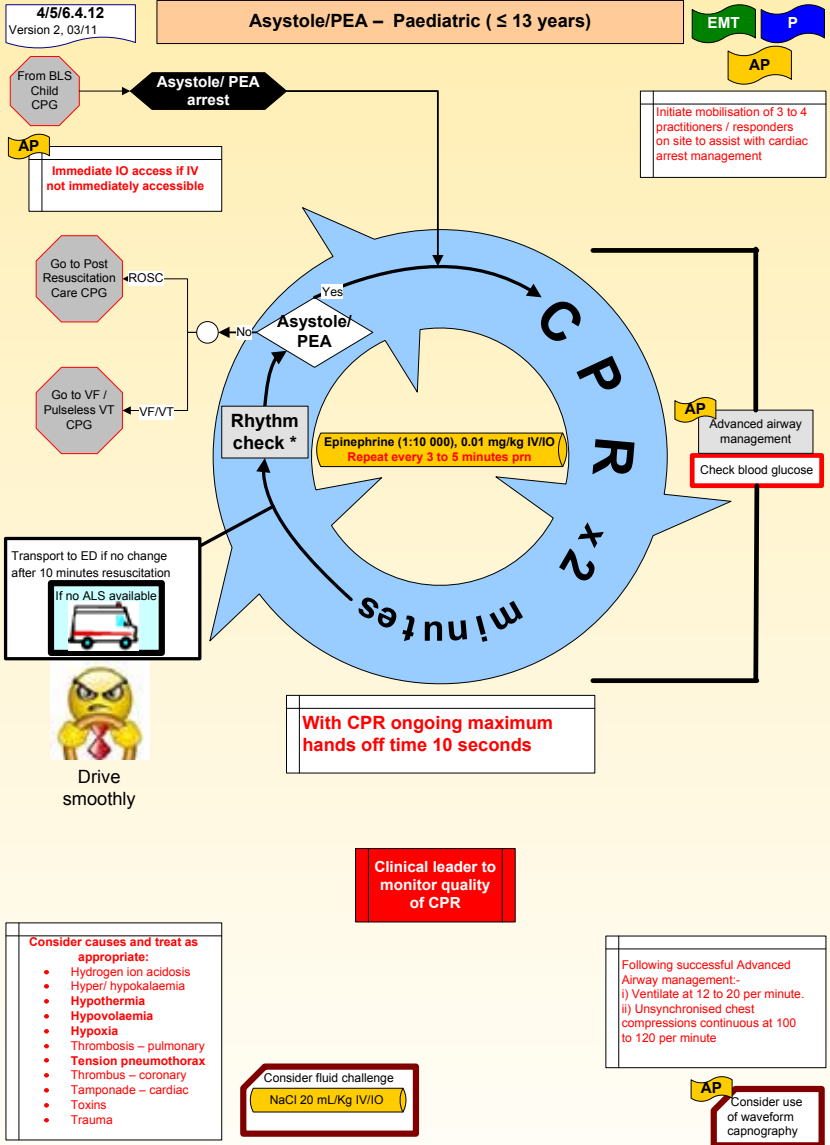 4/5/6.4.12
Version 2, 03/11
Asystole/PEA – Paediatric ( ≤ 13 years)
EMT
P
AP
From BLS
Child
CPG
Asystole/ PEA
arrest
Initiate mobilisation of 3 to 4
practitioners / responders
on site to assist with cardiac
arrest management
AP
Immediate IO access if IV
not immediately accessible
Go to Post
Resuscitation
Care CPG
ROSC
Yes
No
Asystole/
PEA
Go to VF /
Pulseless VT
CPG
VF/VT
Rhythm
check *
Epinephrine (1:10 000), 0.01 mg/kg IV/IO
Repeat every 3 to 5 minutes prn
CPR x2 minutes
AP
Advanced airway
management
Check blood glucose
Transport to ED if no change
after 10 minutes resuscitation
If no ALS available
Drive
smoothly
With CPR ongoing maximum
hands off time 10 seconds
Clinical leader to
monitor quality
of CPR
Consider causes and treat as
appropriate:
• Hydrogen ion acidosis
• Hyper/ hypokalaemia
• Hypothermia
• Hypovolaemia
• Hypoxia
• Thrombosis – pulmonary
• Tension pneumothorax
• Thrombus – coronary
• Tamponade – cardiac
• Toxins
• Trauma
Consider fluid challenge
NaCl 20 mL/Kg IV/IO
Following successful Advanced
Airway management:-
i) Ventilate at 12 to 20 per minute.
ii) Unsynchronised chest
compressions continuous at 100
to 120 per minute
AP
Consider use
of waveform
capnography